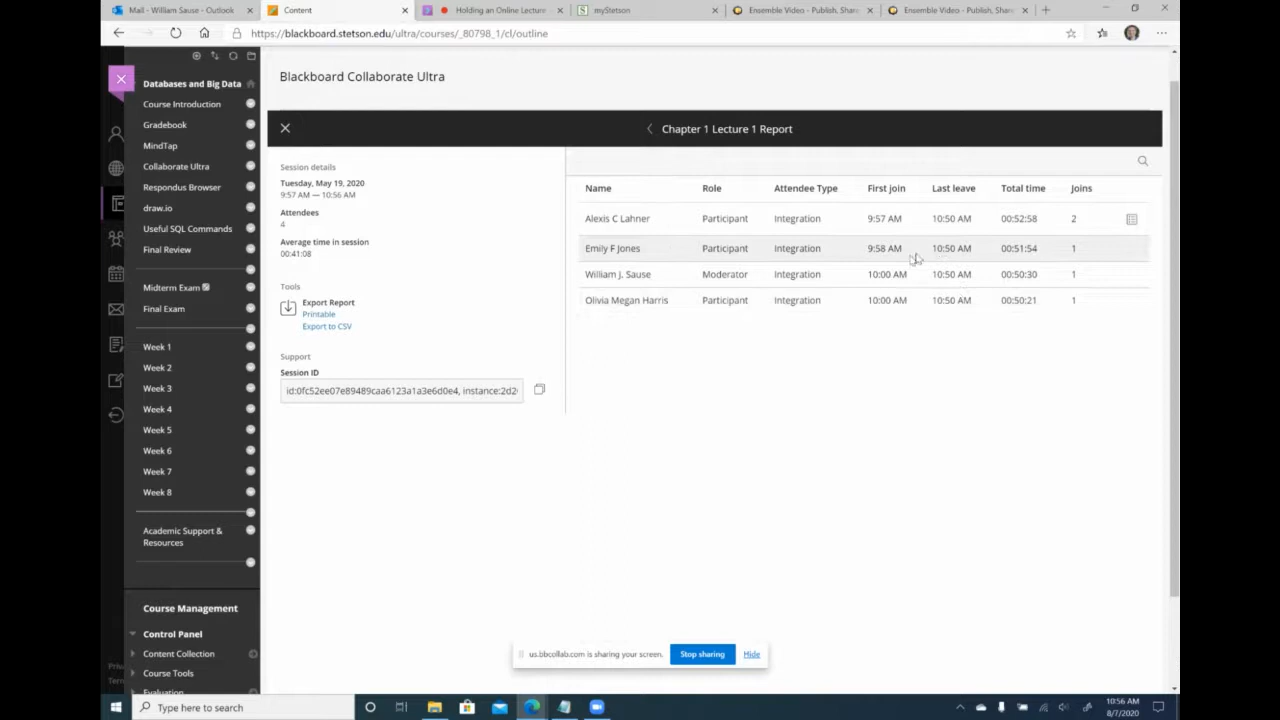 Mail - William Sause - Outlook
Content
Holding an Online Lecture
myStetson
Ensemble Video - Publish, Share
Ensemble Video - Publish, Share
https://blackboard.stetson.edu/ultra/courses/_80798_1/cl/outline
Databases and Big Data
Course Introduction
Gradebook
MindTap
Collaborate Ultra
Respondus Browser
draw.io
Useful SQL Commands
Final Review
Midterm Exam
Final Exam
Week 1
Week 2
Week 3
Week 4
Week 5
Week 6
Week 7
Week 8
Academic Support &
Resources
Course Management
Control Panel
Content Collection
Course Tools
Evaluation
Priv
Term
Blackboard Collaborate Ultra
Chapter 1 Lecture 1 Report
Session details
Tuesday, May 19, 2020
9:57 AM — 10:56 AM
Attendees
4
Average time in session
00:41:08
Tools
Export Report
Printable
Export to CSV
Support
Session ID
id:0fc52ee07e89489caa6123a1a3e6d0e4, instance:2d2
Name Role Attendee Type First join Last leave Total time Joins
Alexis C Lahner Participant Integration 9:57 AM 10:50 AM 00:52:58 2
Emily F Jones Participant Integration 9:58 AM 10:50 AM 00:51:54 1
William J. Sause Moderator Integration 10:00 AM 10:50 AM 00:50:30 1
Olivia Megan Harris Participant Integration 10:00 AM 10:50 AM 00:50:21 1
us.bbcollab.com is sharing your screen. Stop sharing Hide
Type here to search
10:56 AM
8/7/2020